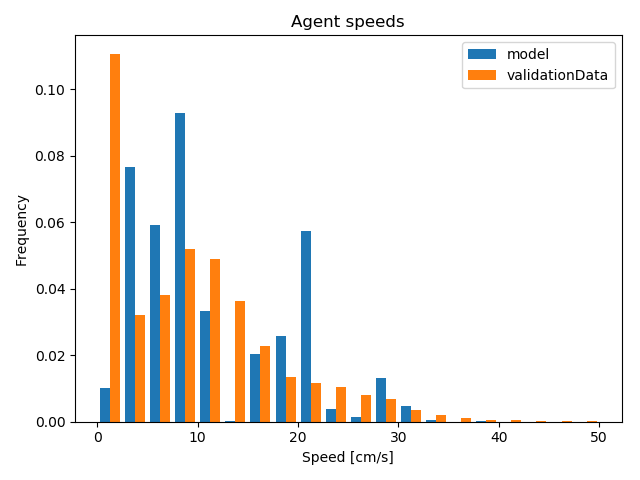 Agent speeds
model
validationData
Frequency
0.10
0.08
0.06
0.04
0.02
0.00
0 10 20 30 40 50
Speed [cm/s]